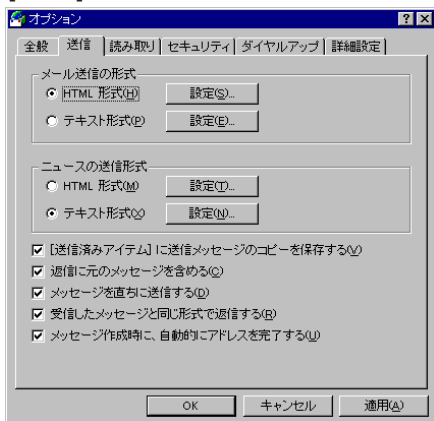 オプション
全般 送信 読み取り セキュリティ ダイヤルアップ 詳細設定
メール送信の形式
HTML 形式(H) 設定(S)...
テキスト形式(P) 設定(E)...
ニュースの送信形式
HTML 形式(M) 設定(T)...
テキスト形式(X) 設定(N)...
[送信済みアイテム] に送信メッセージのコピーを保存する(V)
返信に元のメッセージを含める(C)
メッセージを直ちに送信する(D)
受信したメッセージと同じ形式で返信する(R)
メッセージ作成時に、自動的にアドレスを完了する(U)
OK キャンセル 適用(A)